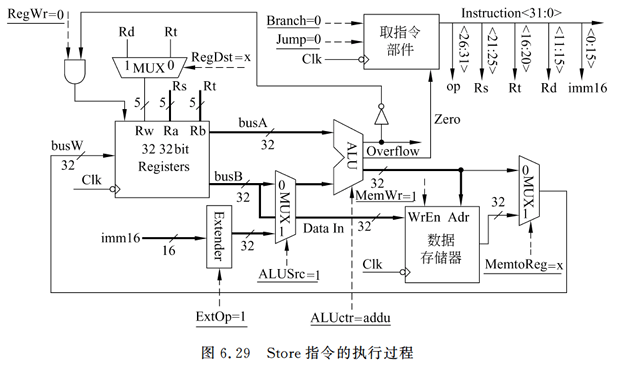 RegWr=0
Branch=0
Jump=0
Clk
取指令
部件
Instruction<31:0>
<26:31>
<21:25>
<16:20>
<11:15>
<0:15>
op
Rs
Rt
Rd
imm16
Rd
Rt
1 MUX 0
RegDst=x
5
Rs
5
Rt
5
Zero
Rw Ra Rb
32 32bit
Registers
busW
32
Clk
busA
32
busB
32
ALU
Overflow
32
MemWr=1
0
MUX
1
Data In
32
WrEn Adr
数据
存储器
Clk
32
0
MUX
1
MemtoReg=x
imm16
16
Extender
32
ALUSrc=1
ExtOp=1
ALUctr=addu
图 6.29 Store 指令的执行过程